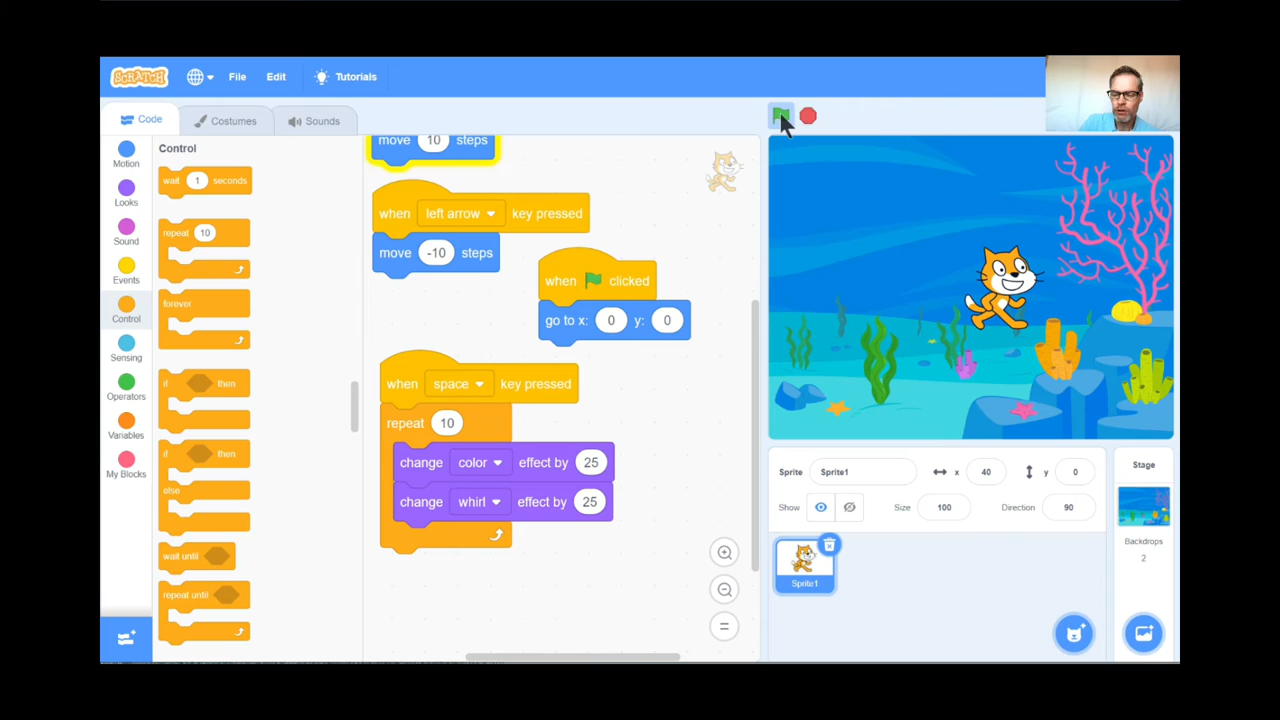 SCRATCH
File
Edit
Tutorials
Code
Costumes
Sounds
Motion
Looks
Sound
Events
Control
Sensing
Operators
Variables
My Blocks
Control
wait 1 seconds
repeat 10
forever
if then
if then
else
wait until
repeat until
move 10 steps
when left arrow key pressed
move -10 steps
when clicked
go to x: 0 y: 0
when space key pressed
repeat 10
change color effect by 25
change whirl effect by 25
Sprite Sprite1 x 40 y 0
Show Size 100 Direction 90
Sprite1
Stage
Backdrops
2